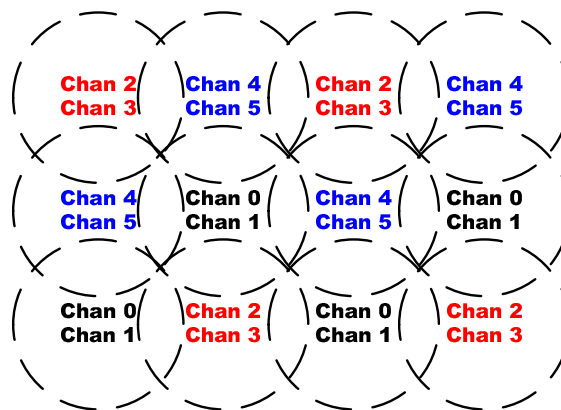 Chan 2 Chan 4 Chan 2 Chan 4
Chan 3 Chan 5 Chan 3 Chan 5
Chan 4 Chan 0 Chan 4 Chan 0
Chan 5 Chan 1 Chan 5 Chan 1
Chan 0 Chan 2 Chan 0 Chan 2
Chan 1 Chan 3 Chan 1 Chan 3